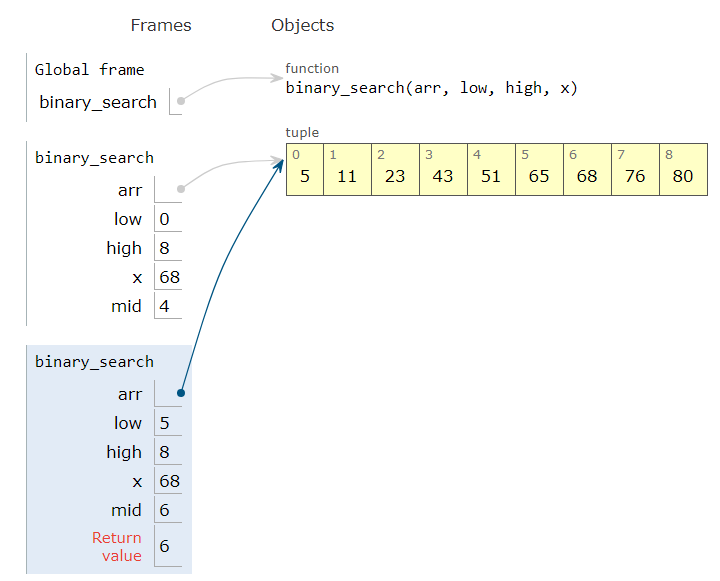 Frames Objects
Global frame
binary_search
function
binary_search(arr, low, high, x)
tuple
0 1 2 3 4 5 6 7 8
5 11 23 43 51 65 68 76 80
binary_search
arr
low 0
high 8
x 68
mid 4
binary_search
arr
low 5
high 8
x 68
mid 6
Return
value 6